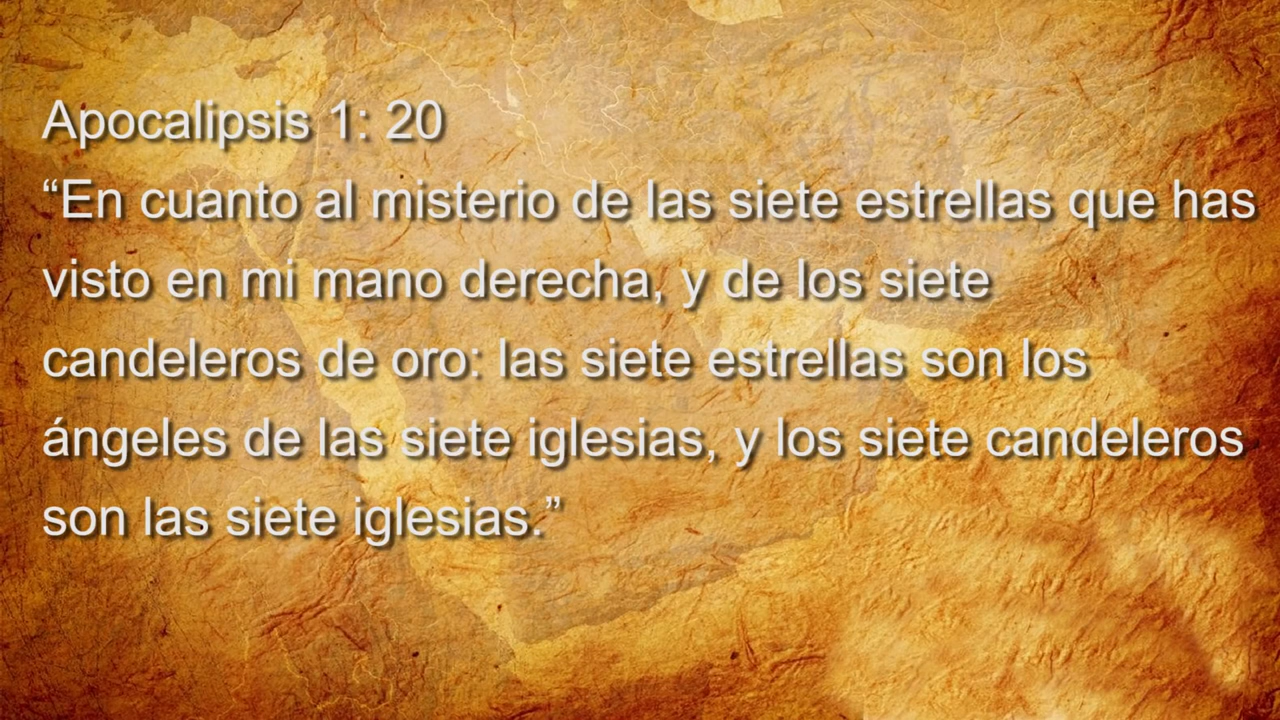 Apocalipsis 1: 20
“En cuanto al misterio de las siete estrellas que has
visto en mi mano derecha, y de los siete
candeleros de oro: las siete estrellas son los
ángeles de las siete iglesias, y los siete candeleros
son las siete iglesias.”